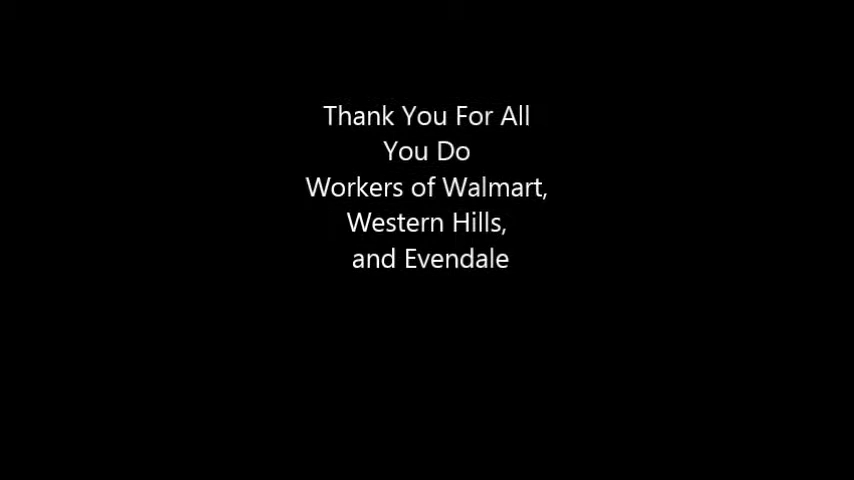 Thank You For All
You Do
Workers of Walmart,
Western Hills,
and Evendale